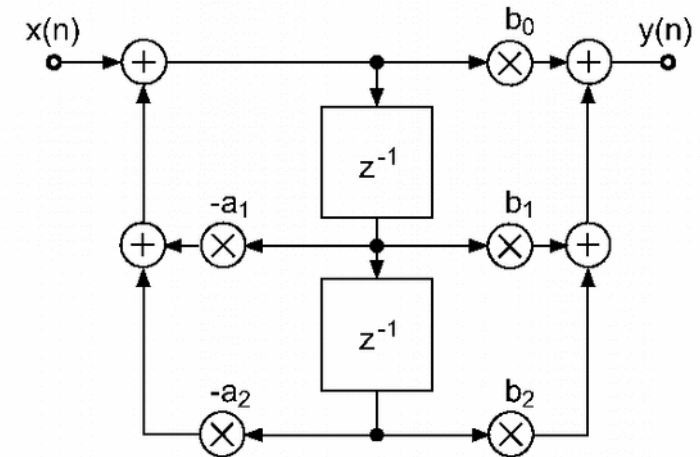 x(n) b₀ y(n)
z⁻¹
-a₁ b₁
z⁻¹
-a₂ b₂